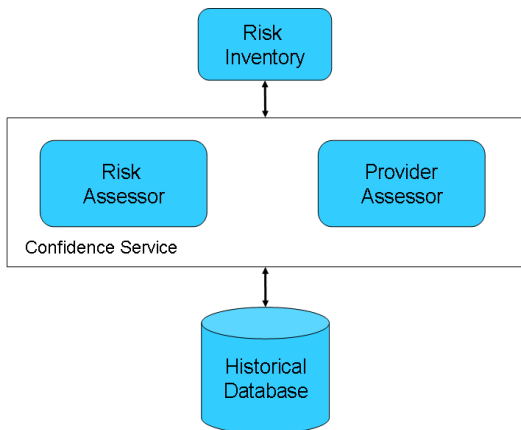 Risk
Inventory
Risk
Assessor
Provider
Assessor
Confidence Service
Historical
Database